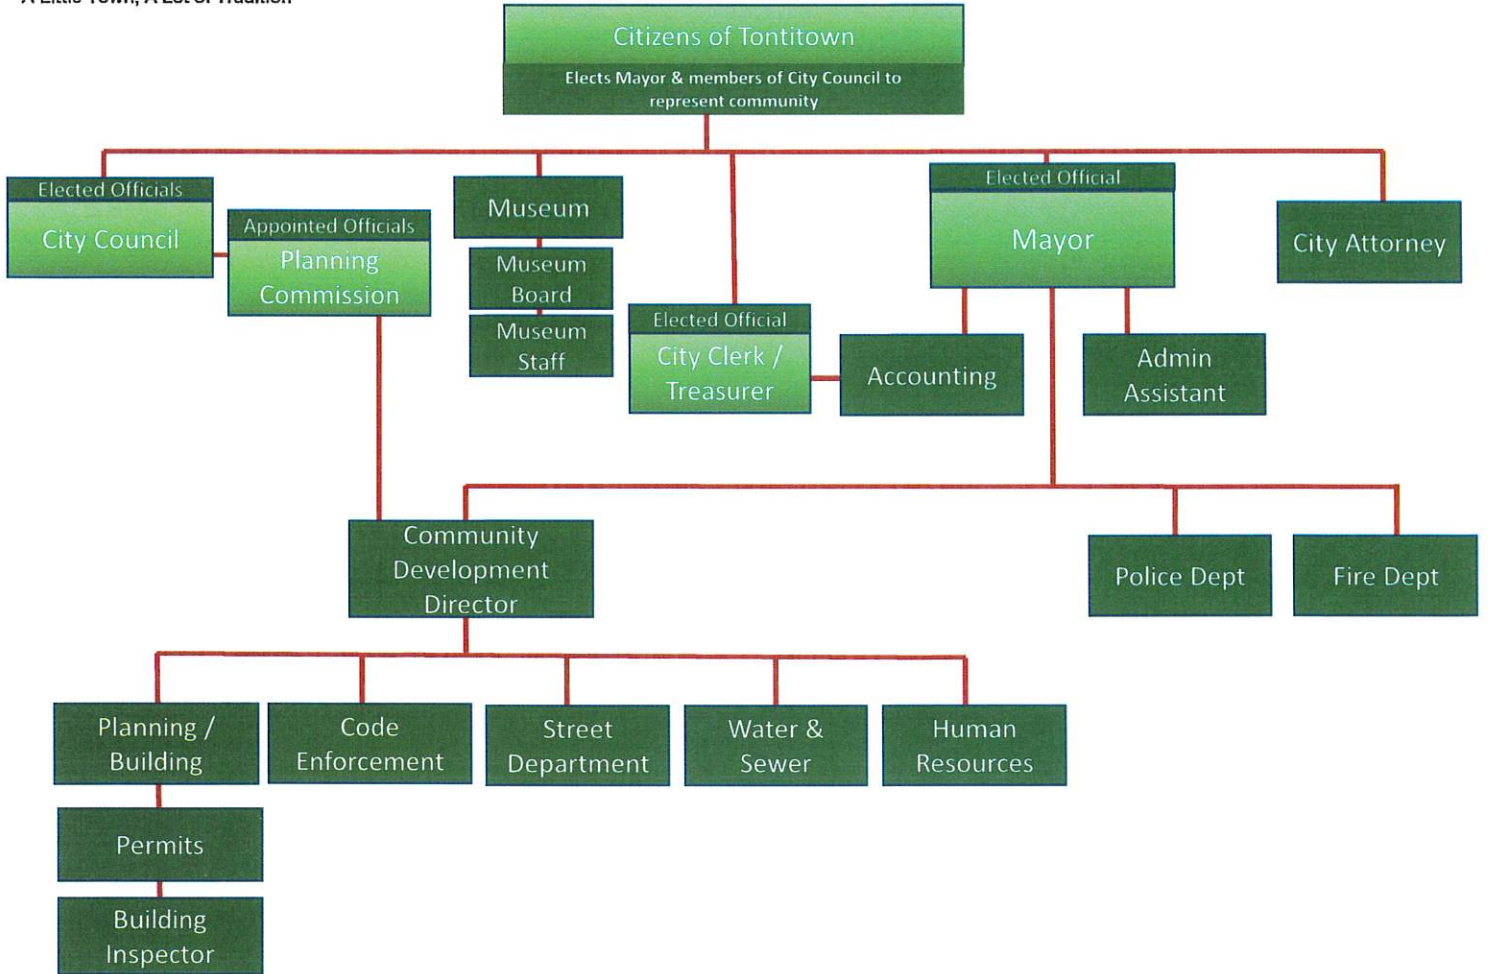 Citizens of Tontitown
Elects Mayor & members of City Council to
represent community
Elected Officials
City Council
Appointed Officials
Planning
Commission
Museum
Museum
Board
Museum
Staff
Elected Official
City Clerk /
Treasurer
Elected Official
Mayor
Accounting
Admin
Assistant
City Attorney
Community
Development
Director
Police Dept
Fire Dept
Planning /
Building
Code
Enforcement
Street
Department
Water &
Sewer
Human
Resources
Permits
Building
Inspector